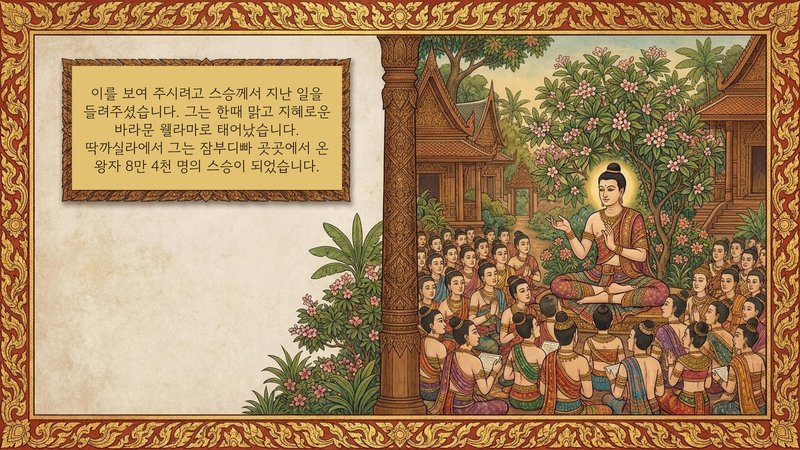 이를 보여 주시려고 스승께서 지난 일을
들려주셨습니다. 그는 한때 맑고 지혜로운
바라문 웰라마로 태어났습니다.
딱까실라에서 그는 잠부디빠 곳곳에서 온
왕자 8만 4천 명의 스승이 되었습니다.